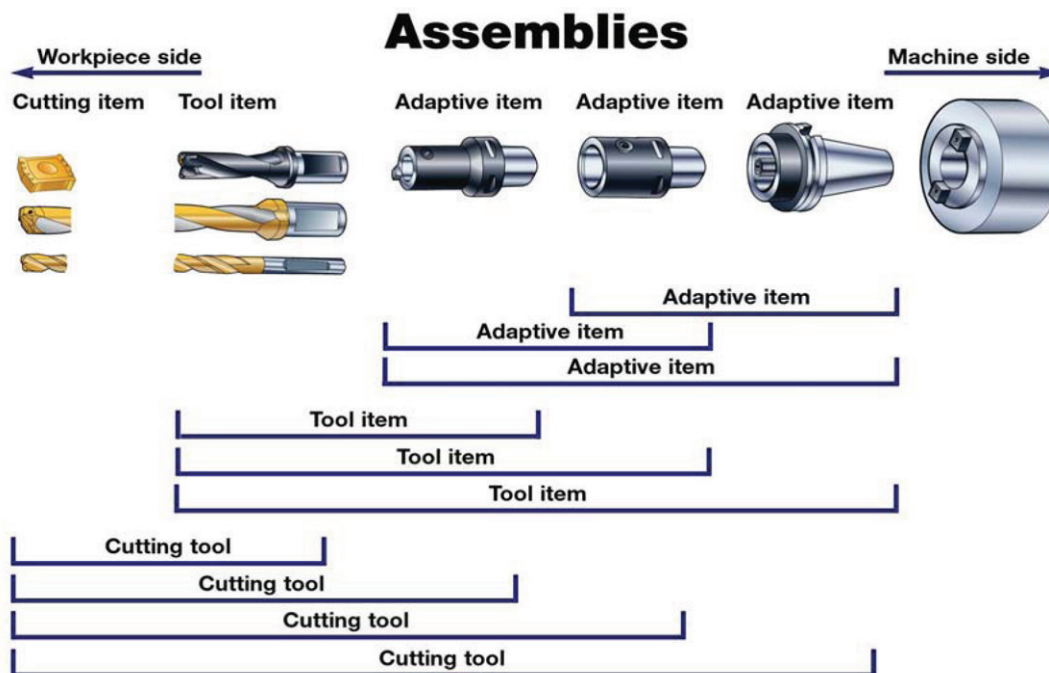 Assemblies
Workpiece side
Machine side
Cutting item
Tool item
Adaptive item
Adaptive item
Adaptive item
Adaptive item
Adaptive item
Adaptive item
Tool item
Tool item
Tool item
Cutting tool
Cutting tool
Cutting tool
Cutting tool